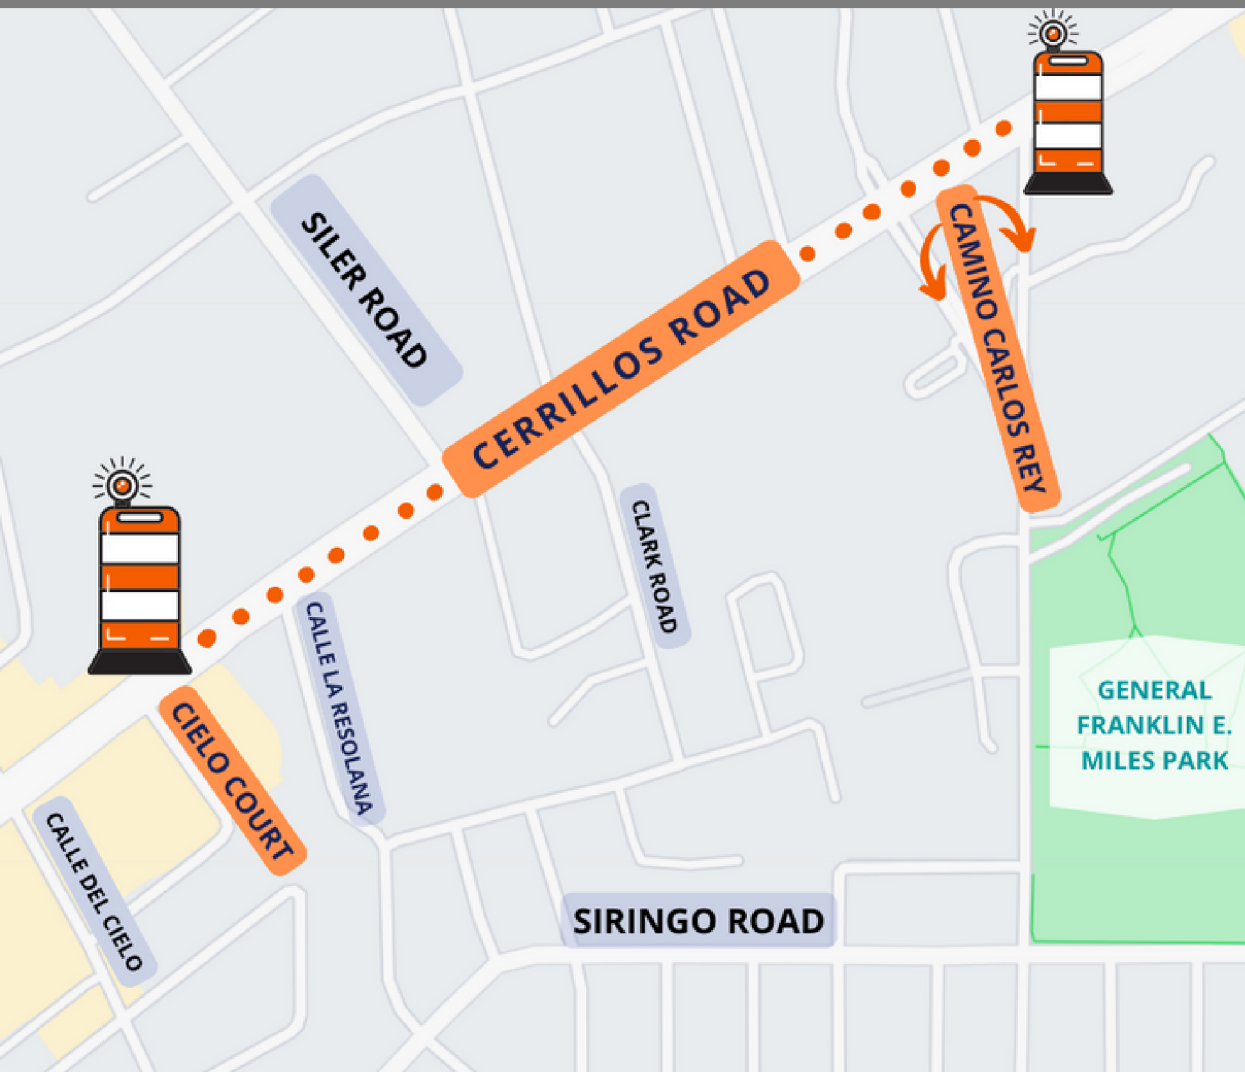 SILER ROAD
CERRILLOS ROAD
CAMINO CARLOS REY
CLARK ROAD
CALLE LA RESOLANA
CIELO COURT
CALLE DEL CIELO
GENERAL
FRANKLIN E.
MILES PARK
SIRINGO ROAD